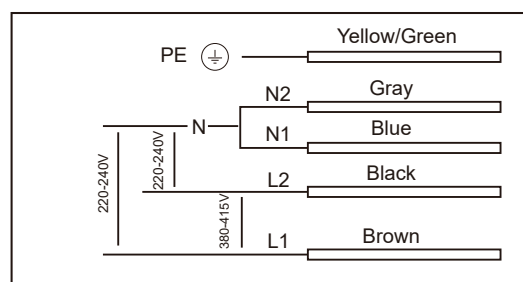 Yellow/Green
PE
N2 Gray
N
N1 Blue
220-240V
220-240V
L2 Black
380-415V
L1 Brown